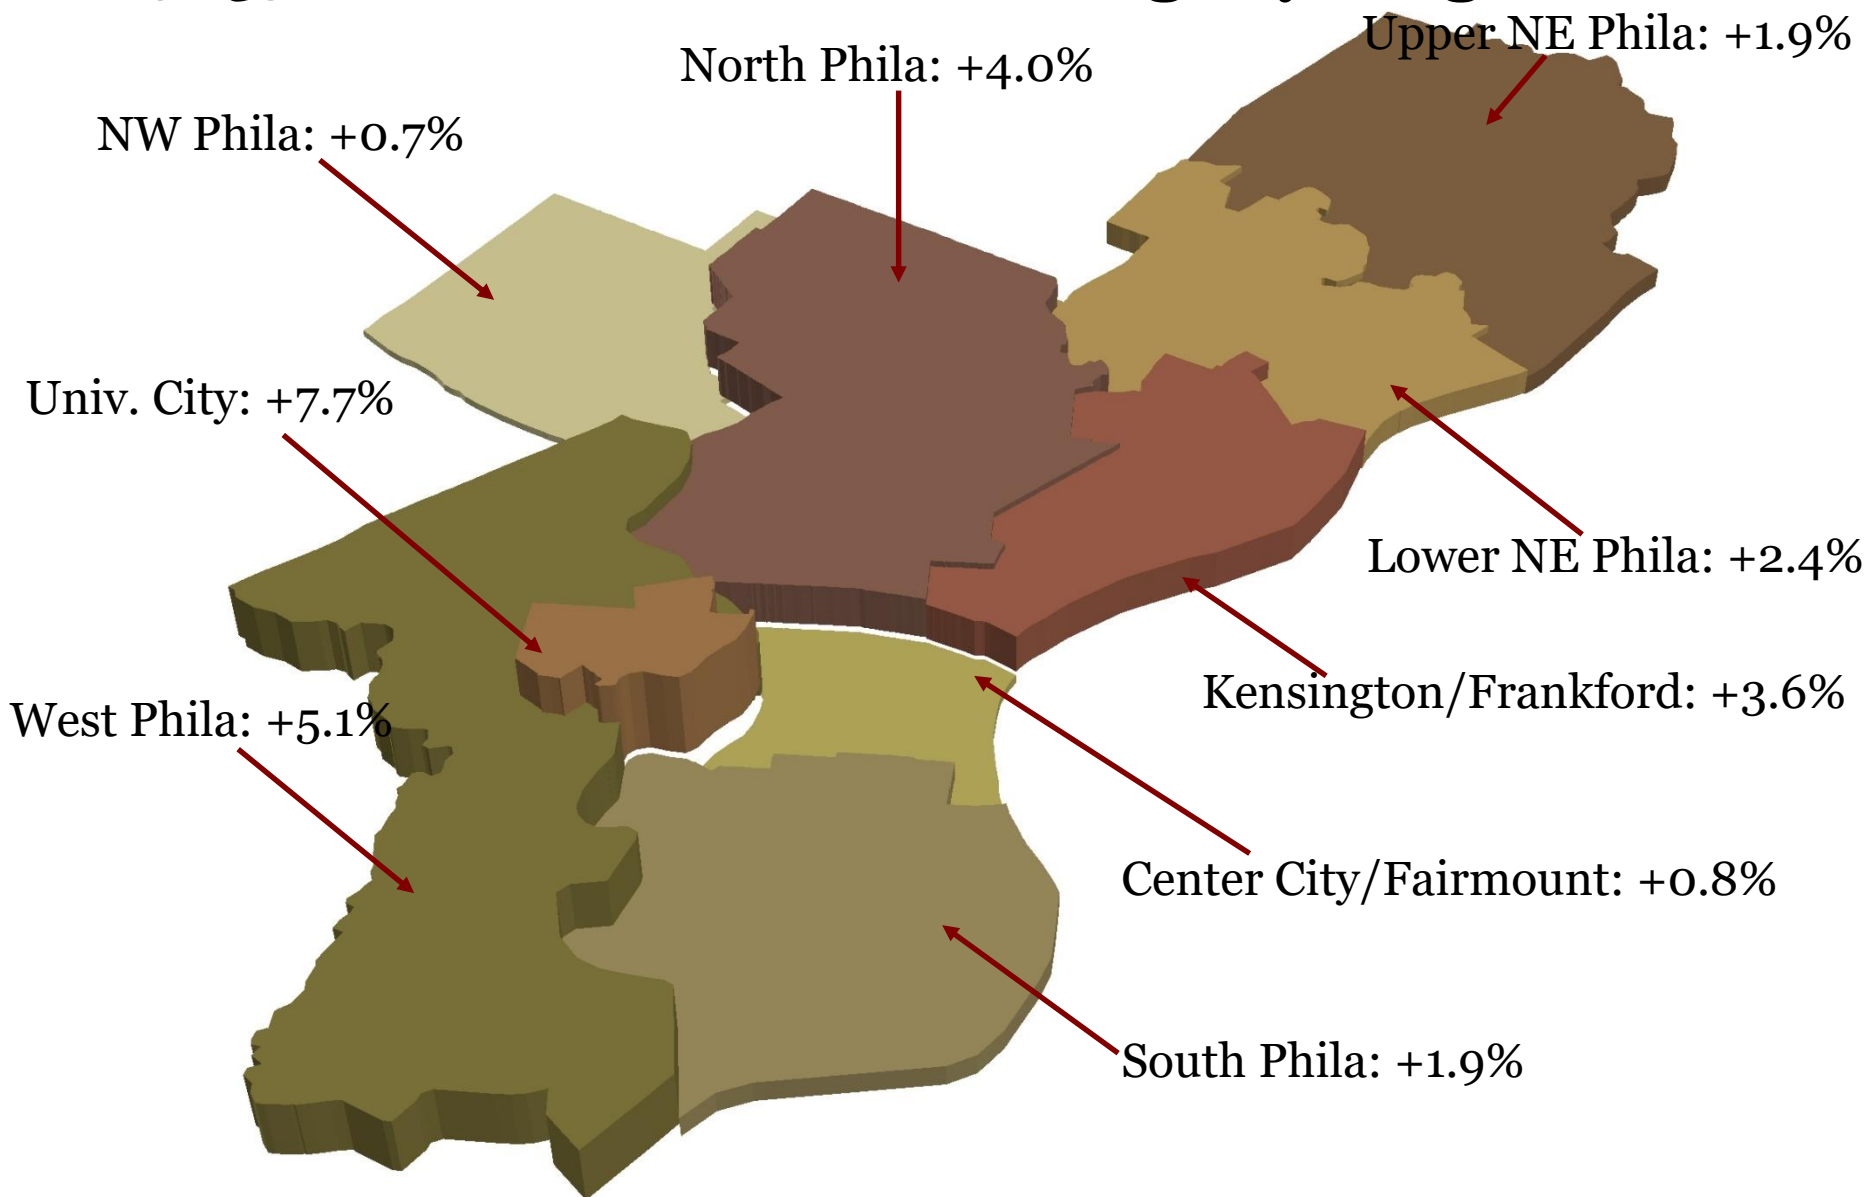 Upper NE Phila: +1.9%
North Phila: +4.0%
NW Phila: +0.7%
Univ. City: +7.7%
Lower NE Phila: +2.4%
Kensington/Frankford: +3.6%
West Phila: +5.1%
Center City/Fairmount: +0.8%
South Phila: +1.9%